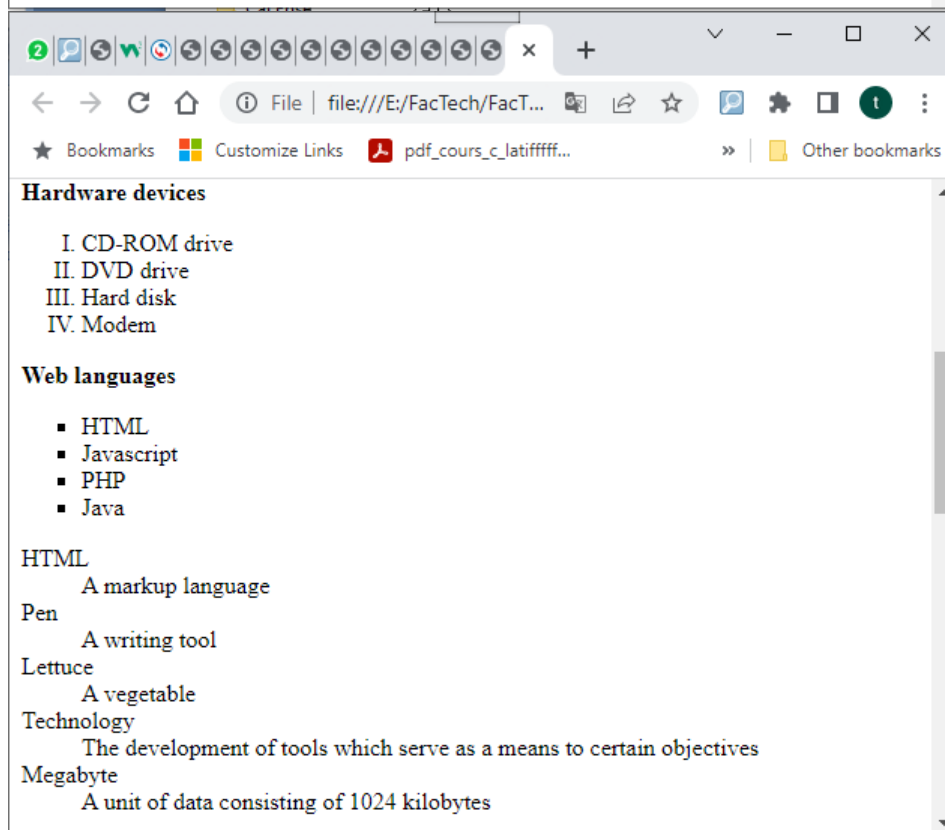 2
File file:///E:/FacTech/FacT... t
Bookmarks Customize Links pdf_cours_c_latifffff... » Other bookmarks
Hardware devices
I. CD-ROM drive
II. DVD drive
III. Hard disk
IV. Modem
Web languages
▪ HTML
▪ Javascript
▪ PHP
▪ Java
HTML
A markup language
Pen
A writing tool
Lettuce
A vegetable
Technology
The development of tools which serve as a means to certain objectives
Megabyte
A unit of data consisting of 1024 kilobytes